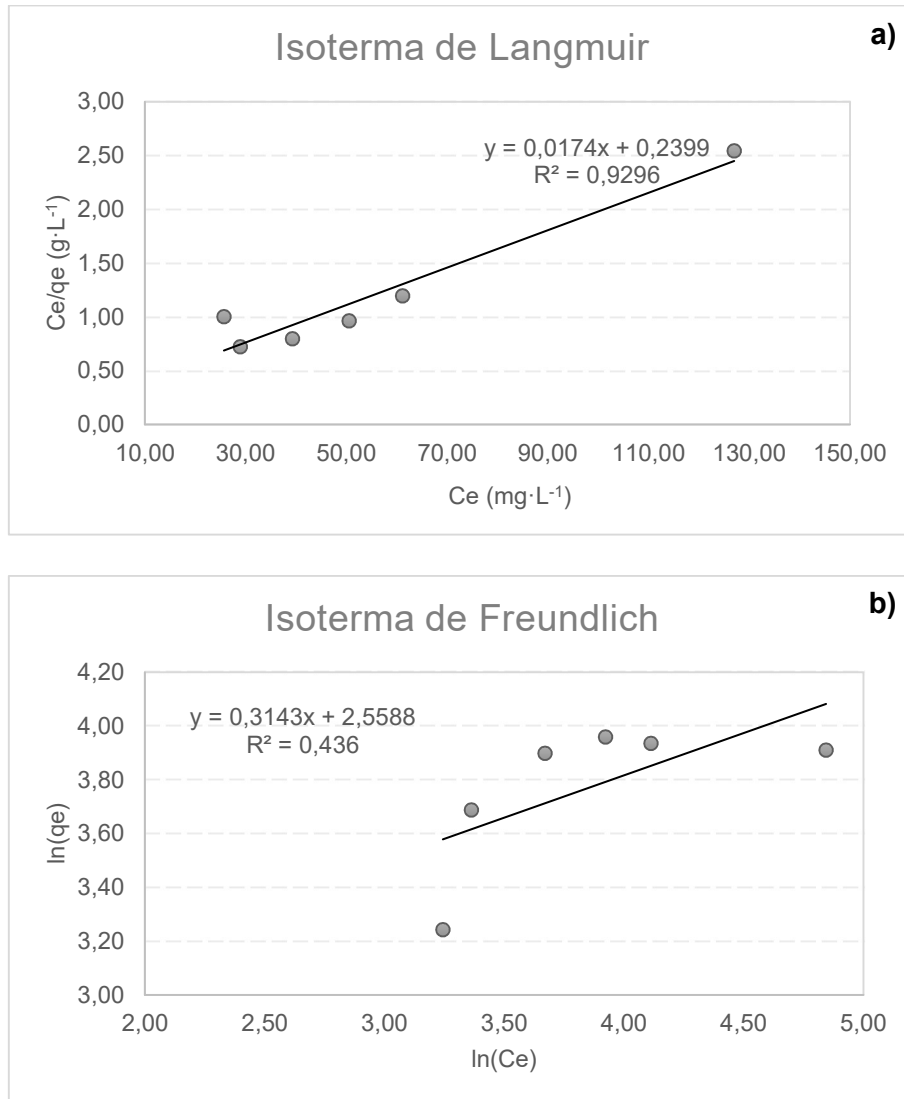 a)
Isoterma de Langmuir
3,00
2,50
2,00
1,50
1,00
0,50
0,00
y = 0,0174x + 0,2399
R² = 0,9296
Ce/qe (g·L⁻¹)
10,00 30,00 50,00 70,00 90,00 110,00 130,00 150,00
Ce (mg·L⁻¹)
b)
Isoterma de Freundlich
4,20
4,00
3,80
3,60
3,40
3,20
3,00
y = 0,3143x + 2,5588
R² = 0,436
ln(qe)
2,00 2,50 3,00 3,50 4,00 4,50 5,00
ln(Ce)